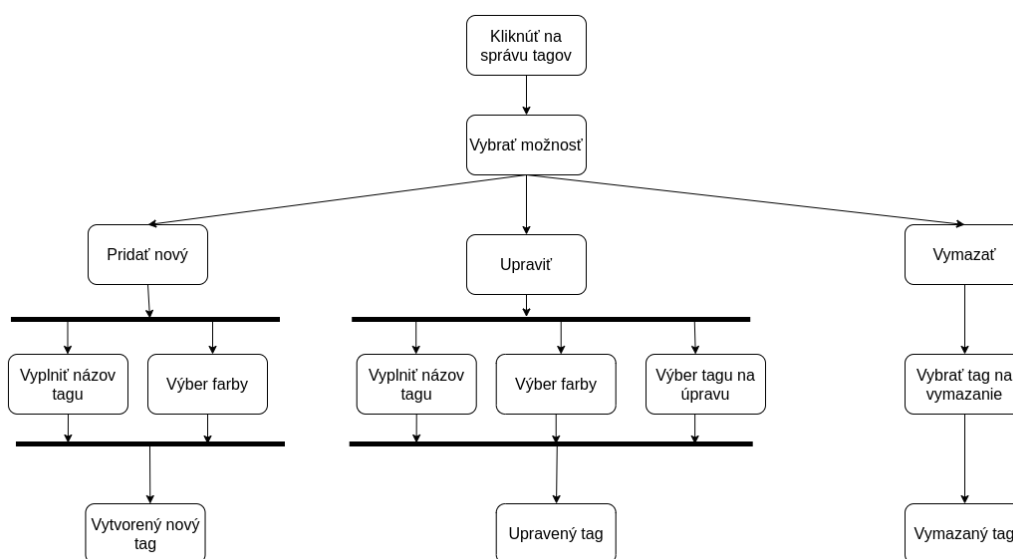 Kliknúť na
správu tagov
Vybrať možnosť
Pridať nový
Upraviť
Vymazať
Vyplniť názov
tagu
Výber farby
Vyplniť názov
tagu
Výber farby
Výber tagu na
úpravu
Vybrať tag na
vymazanie
Vytvorený nový
tag
Upravený tag
Vymazaný tag